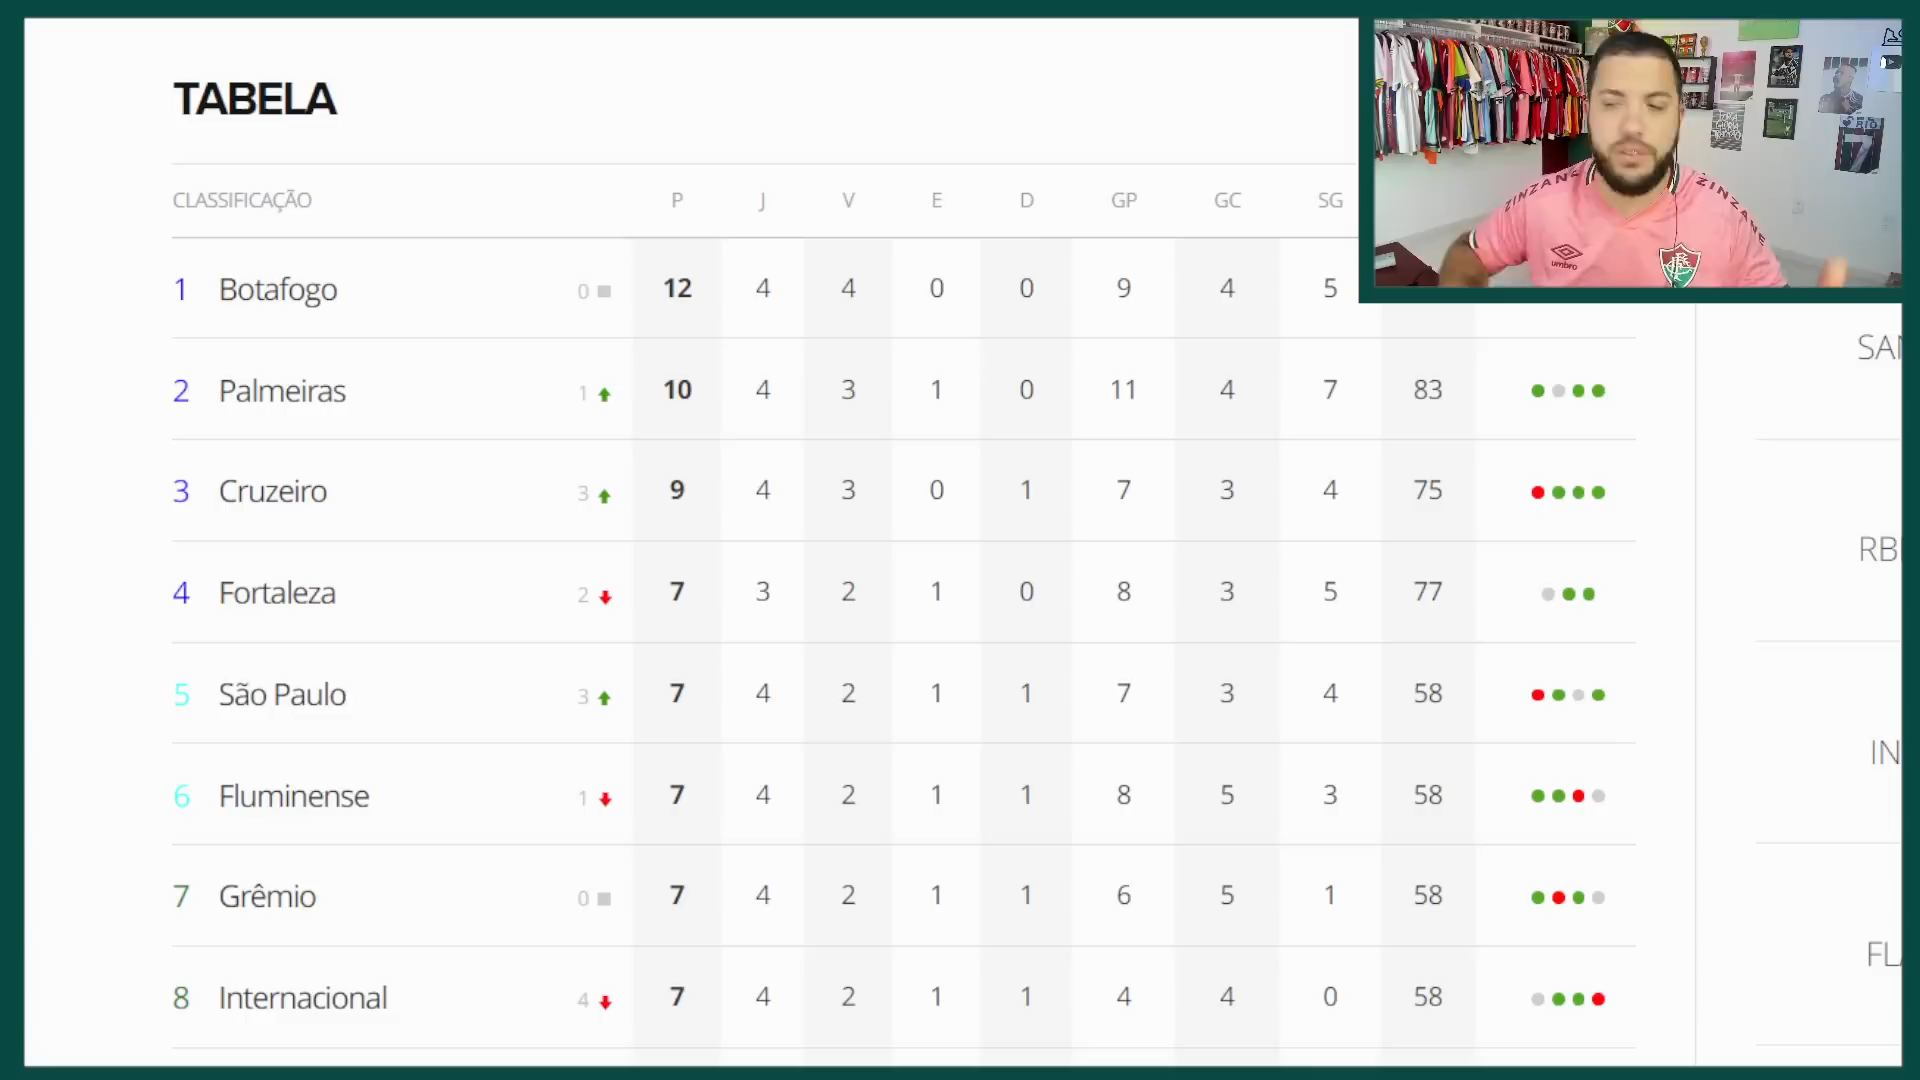 TABELA
CLASSIFICAÇÃO P J V E D GP GC SG
1 Botafogo 0 12 4 4 0 0 9 4 5
2 Palmeiras 1 10 4 3 1 0 11 4 7 83
3 Cruzeiro 3 9 4 3 0 1 7 3 4 75
4 Fortaleza 2 7 3 2 1 0 8 3 5 77
5 São Paulo 3 7 4 2 1 1 7 3 4 58
6 Fluminense 1 7 4 2 1 1 8 5 3 58
7 Grêmio 0 7 4 2 1 1 6 5 1 58
8 Internacional 4 7 4 2 1 1 4 4 0 58
ZINZANE ZINZANE
umbro
RIO
SAN
RB
IN
FL